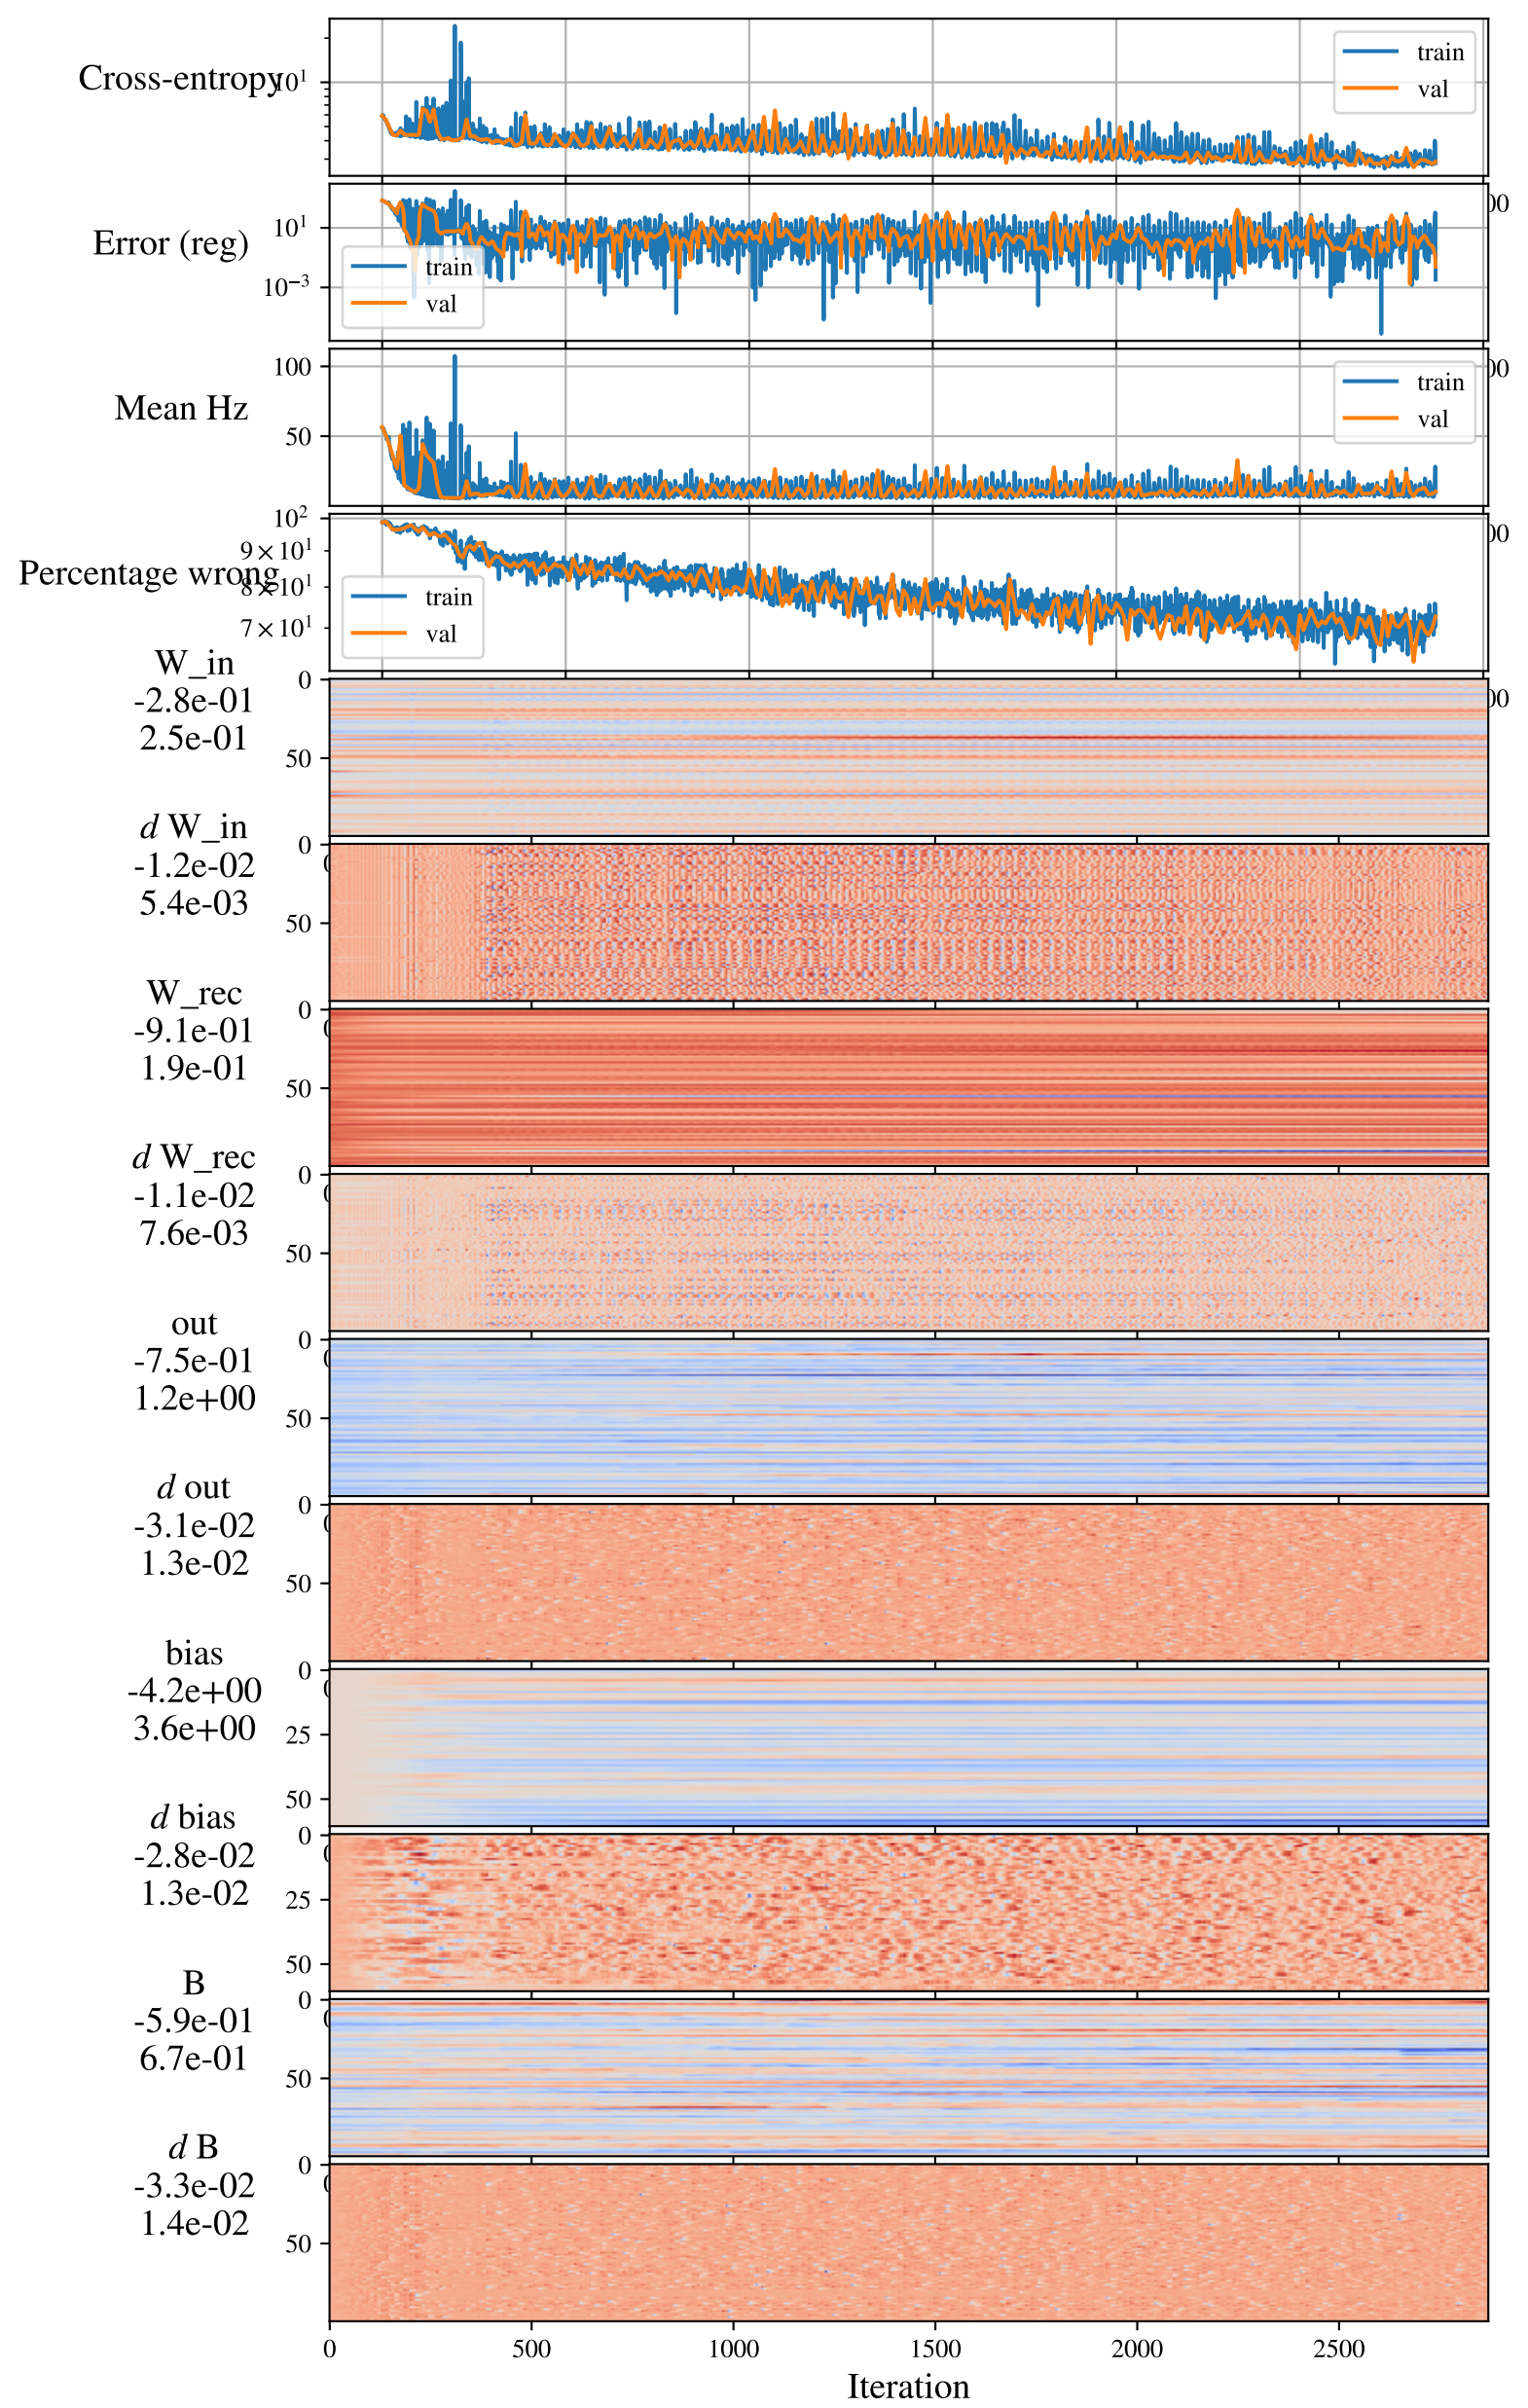 Cross-entropy
10¹
train
val
Error (reg)
10¹
10⁻³
train
val
00
Mean Hz
100
50
train
val
00
Percentage wrong
10²
9×10¹
8×10¹
7×10¹
train
val
00
W_in
-2.8e-01
2.5e-01
0
50
00
d W_in
-1.2e-02
5.4e-03
0
50
W_rec
-9.1e-01
1.9e-01
0
50
d W_rec
-1.1e-02
7.6e-03
0
50
out
-7.5e-01
1.2e+00
0
50
d out
-3.1e-02
1.3e-02
0
50
bias
-4.2e+00
3.6e+00
0
25
50
d bias
-2.8e-02
1.3e-02
0
25
50
B
-5.9e-01
6.7e-01
0
50
d B
-3.3e-02
1.4e-02
0
50
0 500 1000 1500 2000 2500
Iteration